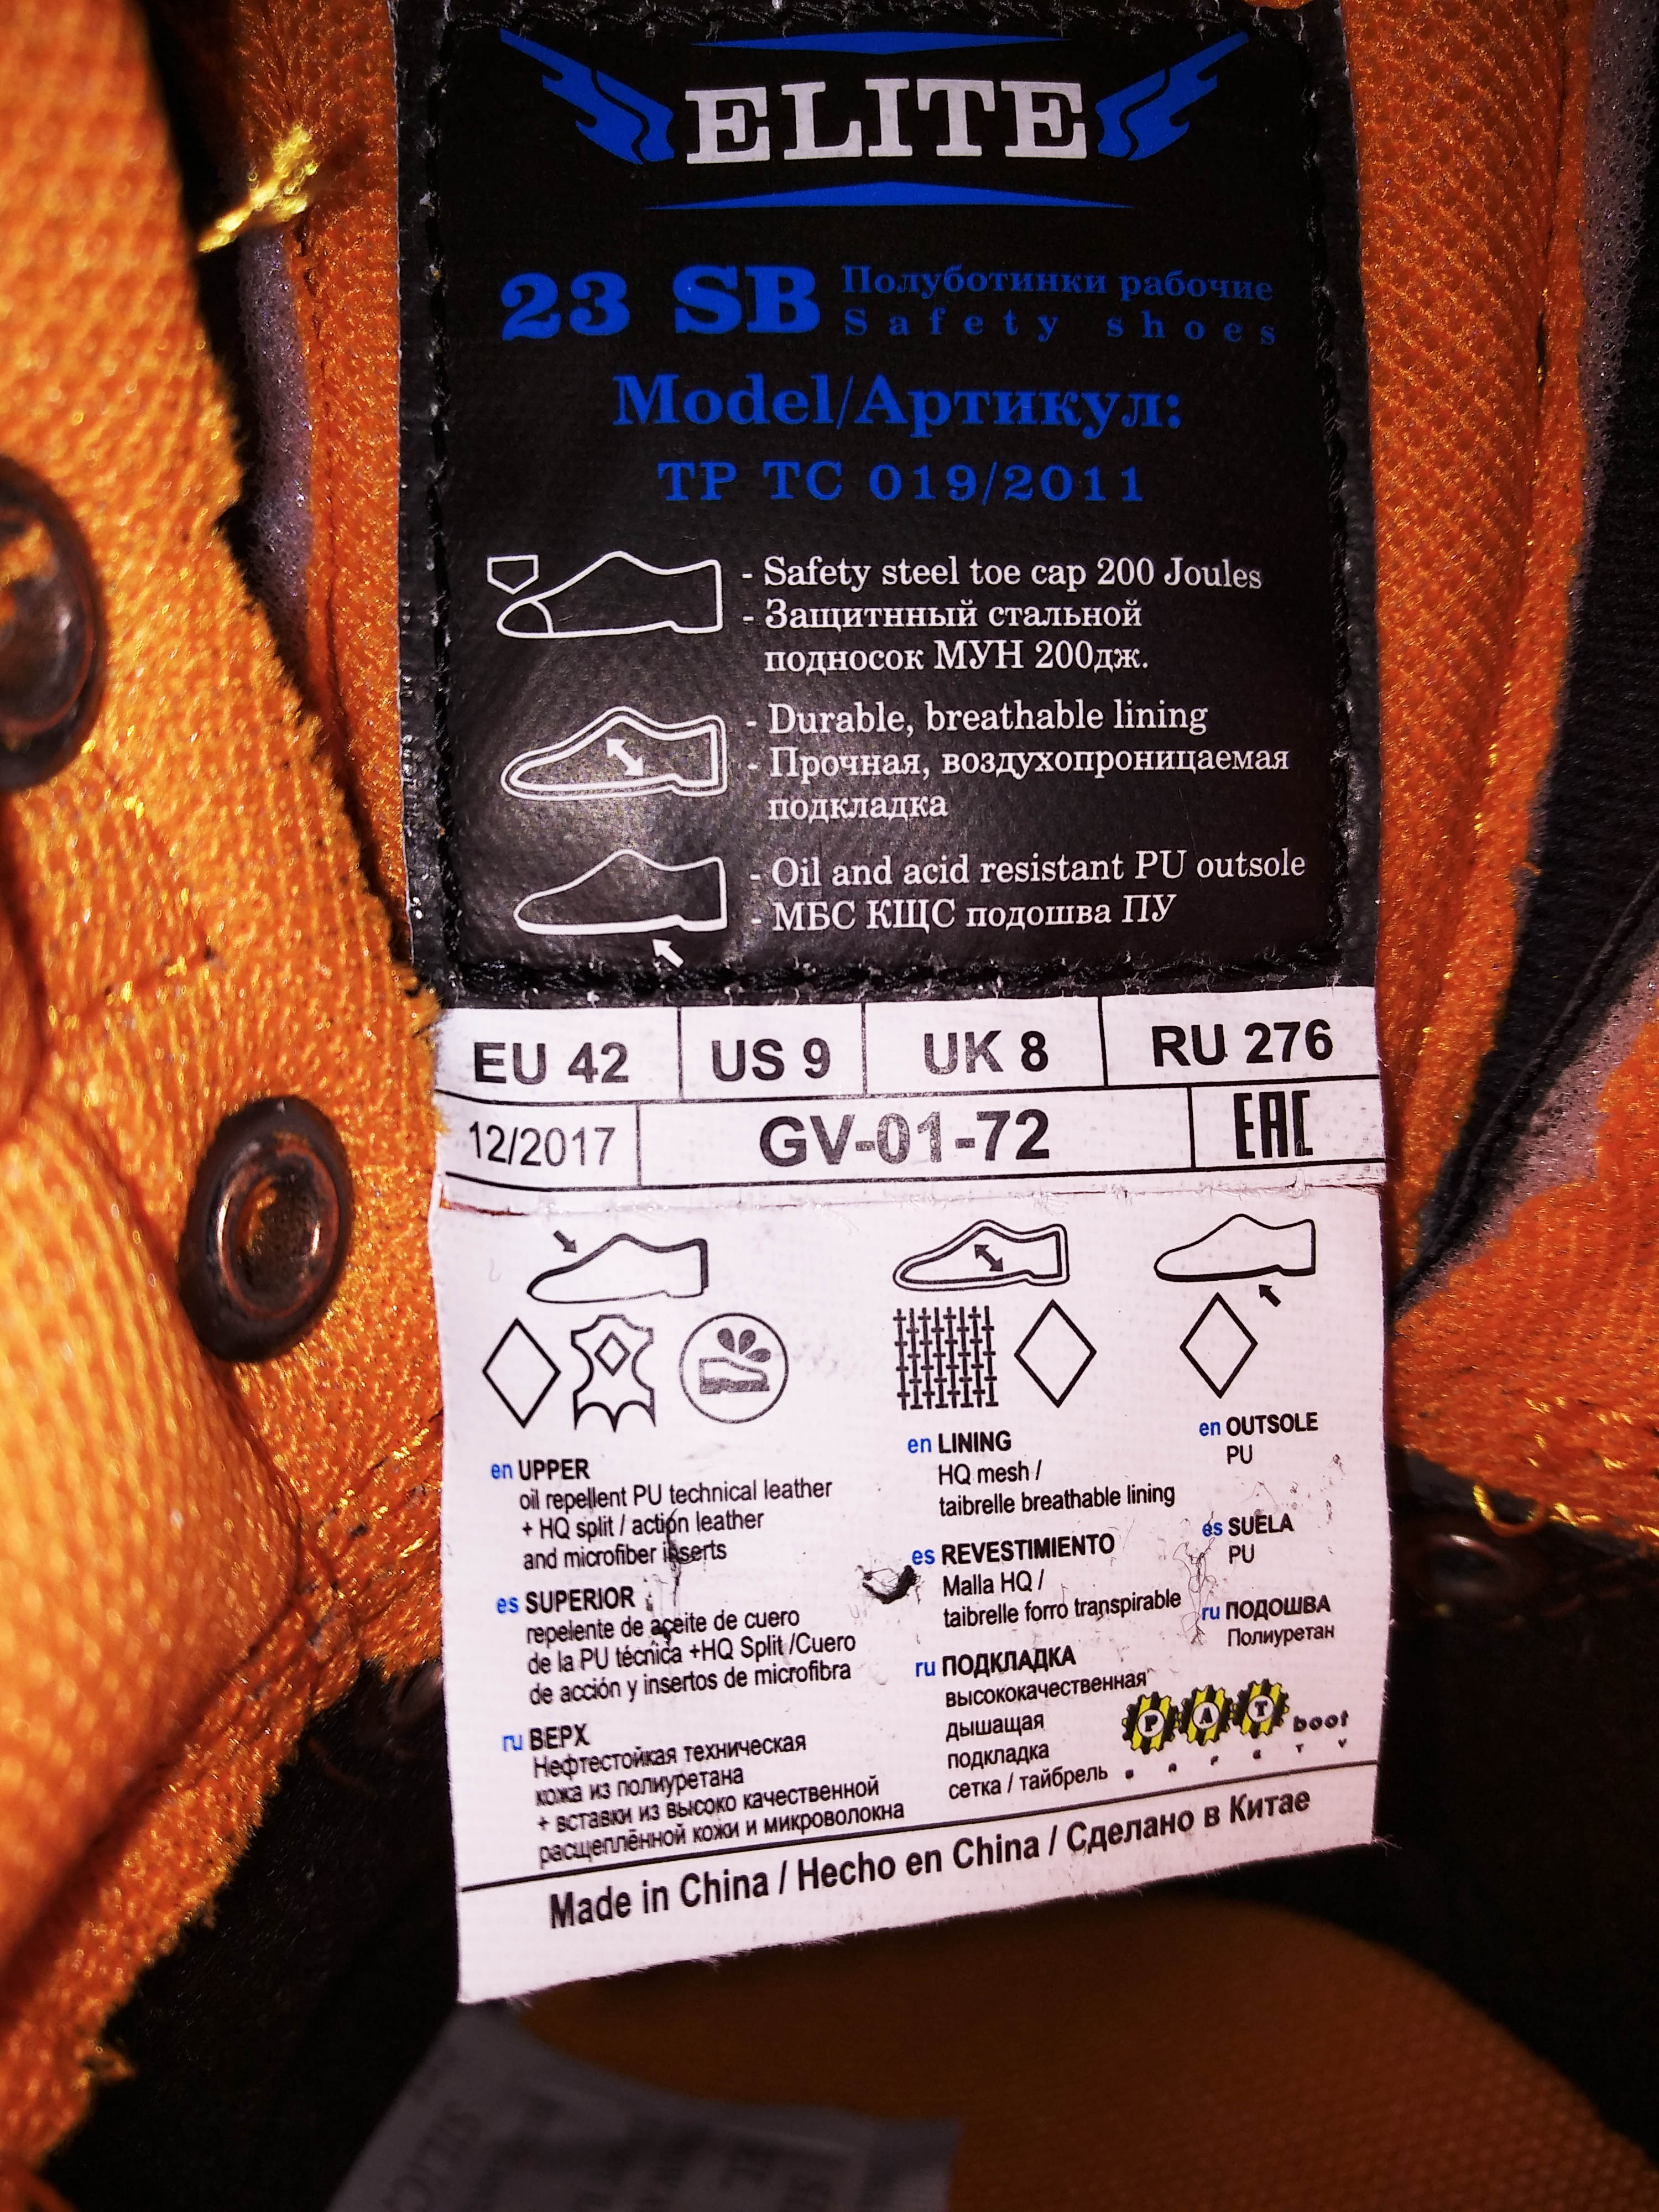 ELITE
23 SB Полуботинки рабочие
Safety shoes
Model/Артикул:
ТР ТС 019/2011
- Safety steel toe cap 200 Joules
- Защитнный стальной
подносок МУН 200дж.
- Durable, breathable lining
- Прочная, воздухопроницаемая
подкладка
- Oil and acid resistant PU outsole
- МБС КЩС подошва ПУ
EU 42 US 9 UK 8 RU 276
12/2017 GV-01-72 EAC
en UPPER
oil repellent PU technical leather
+ HQ split / action leather
and microfiber inserts
es SUPERIOR
repelente de aceite de cuero
de la PU técnica +HQ Split /Cuero
de acción y insertos de microfibra
ru ВЕРХ
Нефтестойкая техническая
кожа из полиуретана
+ вставки из высоко качественной
расщеплённой кожи и микроволокна
en LINING
HQ mesh /
taibrelle breathable lining
es REVESTIMIENTO
Malla HQ /
taibrelle forro transpirable
ru ПОДКЛАДКА
высококачественная
дышащая
подкладка
сетка / тайбрель
en OUTSOLE
PU
es SUELA
PU
ru ПОДОШВА
Полиуретан
PAT boot
Made in China / Hecho en China / Сделано в Китае